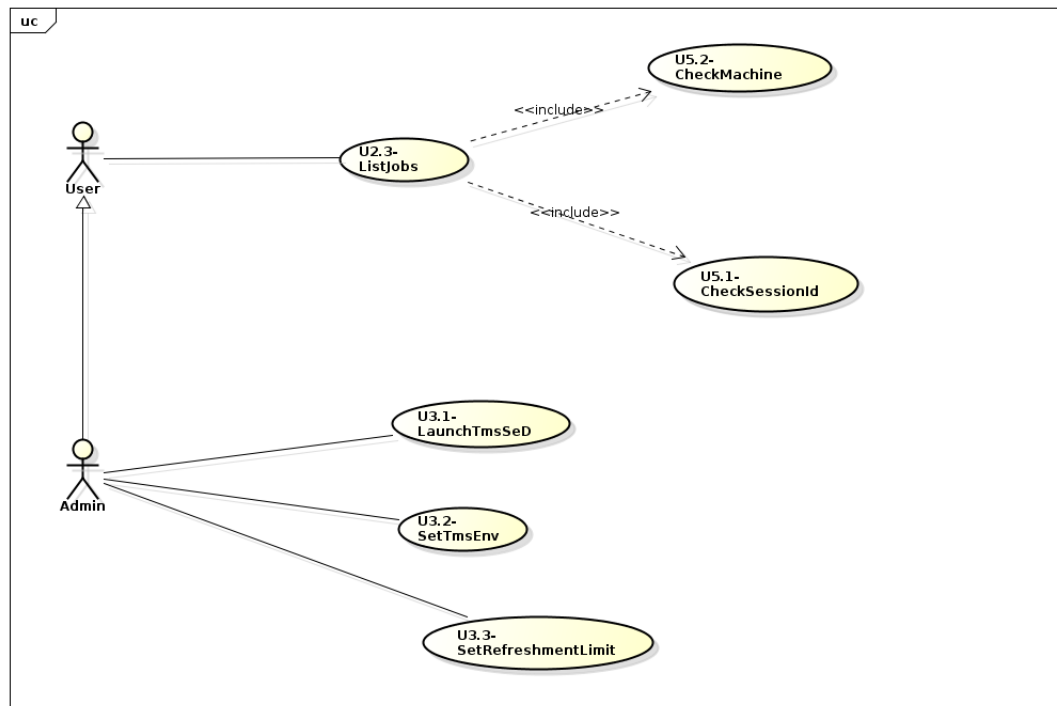 uc
U5.2-
CheckMachine
<<include>>
U2.3-
ListJobs
User
<<include>>
U5.1-
CheckSessionId
U3.1-
LaunchTmsSeD
Admin
U3.2-
SetTmsEnv
U3.3-
SetRefreshmentLimit